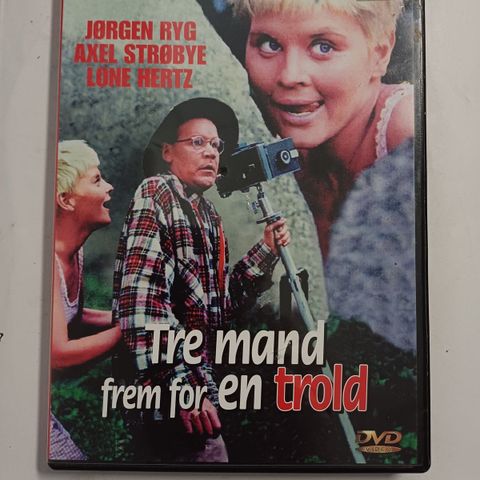 JØRGEN RYG
AXEL STRØBYE
LONE HERTZ
Tre mand
frem for en trold
DVD
VIDEO